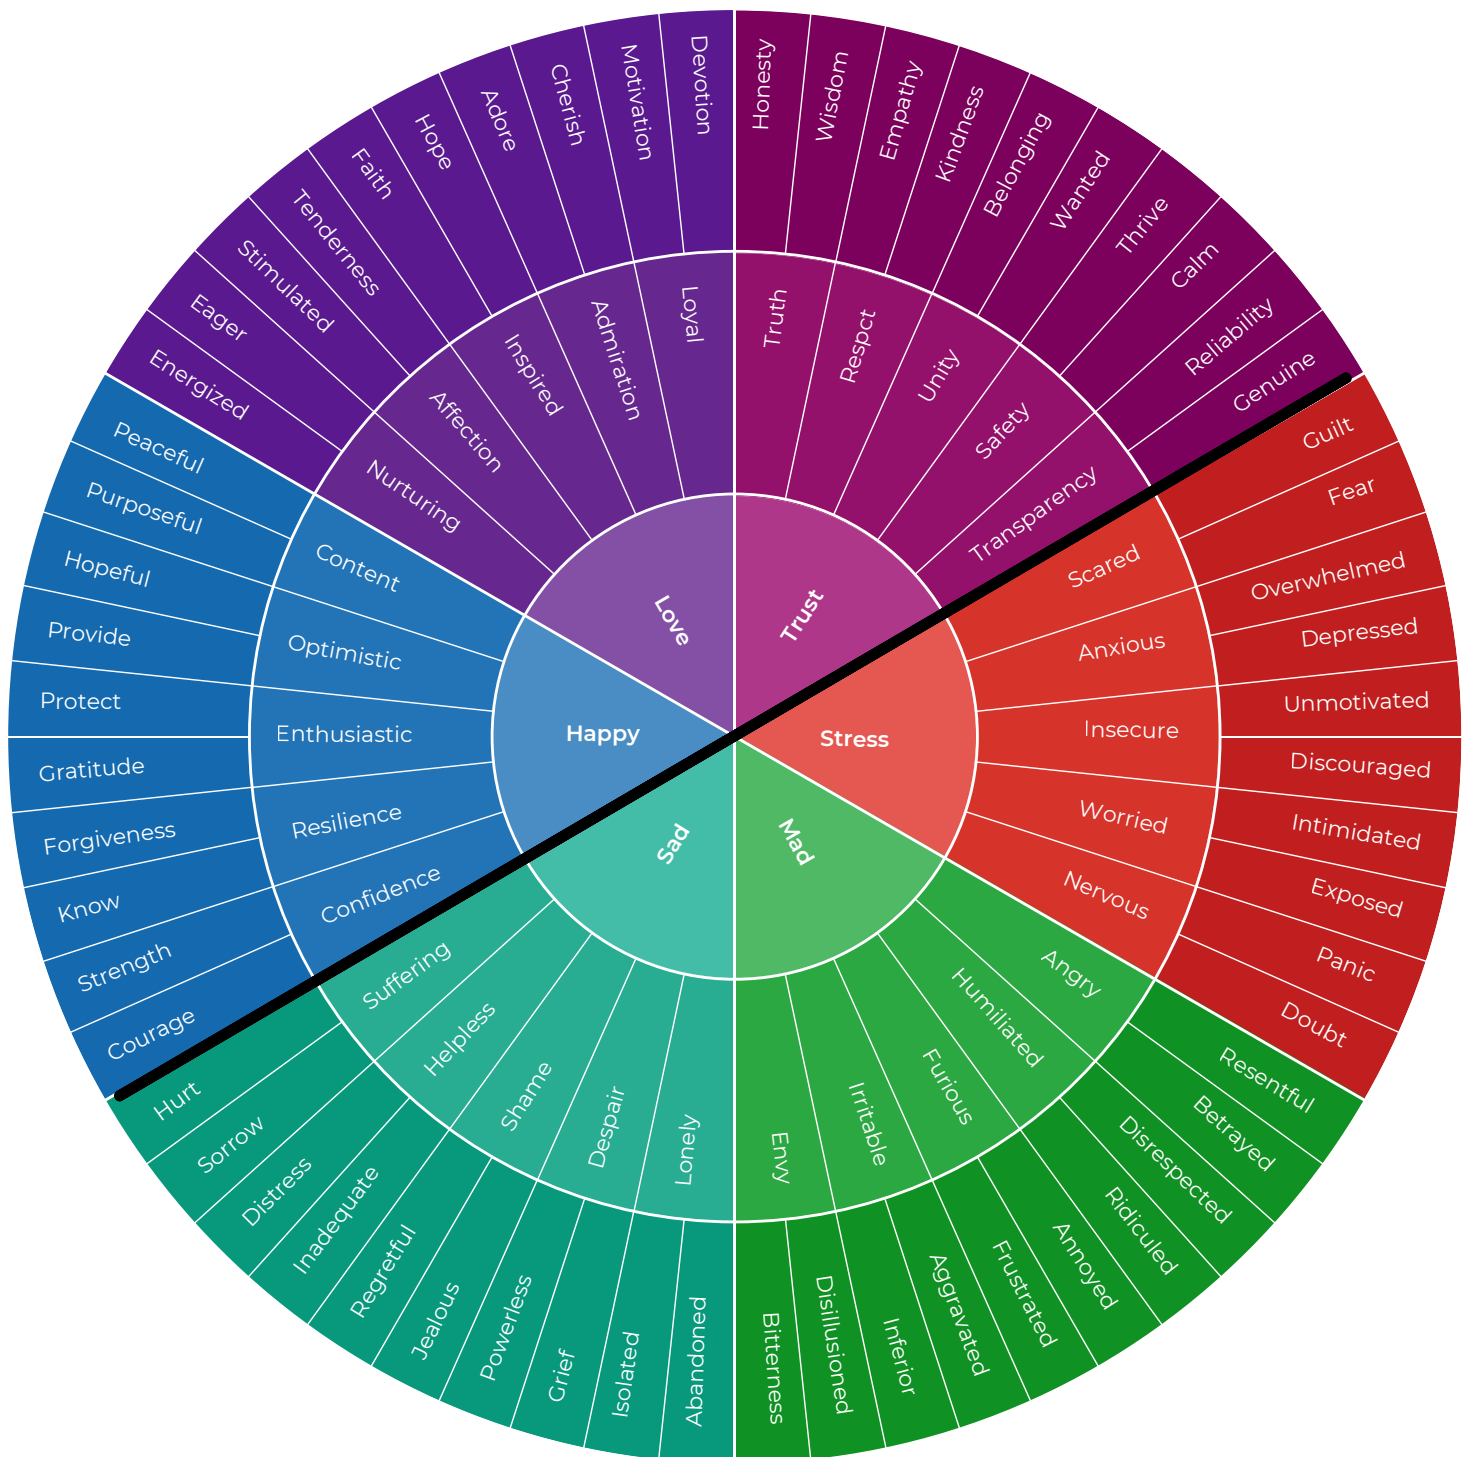 Love
Trust
Stress
Mad
Sad
Happy
Nurturing
Affection
Inspired
Admiration
Loyal
Truth
Respct
Unity
Safety
Transparency
Scared
Anxious
Insecure
Worried
Nervous
Angry
Humiliated
Furious
Irritable
Envy
Lonely
Despair
Shame
Helpless
Suffering
Confidence
Resilience
Enthusiastic
Optimistic
Content
Energized
Eager
Stimulated
Tenderness
Faith
Hope
Adore
Cherish
Motivation
Devotion
Honesty
Wisdom
Empathy
Kindness
Belonging
Wanted
Thrive
Calm
Reliability
Genuine
Guilt
Fear
Overwhelmed
Depressed
Unmotivated
Discouraged
Intimidated
Exposed
Panic
Doubt
Resentful
Betrayed
Disrespected
Ridiculed
Annoyed
Frustrated
Aggravated
Inferior
Disillusioned
Bitterness
Abandoned
Isolated
Grief
Powerless
Jealous
Regretful
Inadequate
Distress
Sorrow
Hurt
Courage
Strength
Know
Forgiveness
Gratitude
Protect
Provide
Hopeful
Purposeful
Peaceful